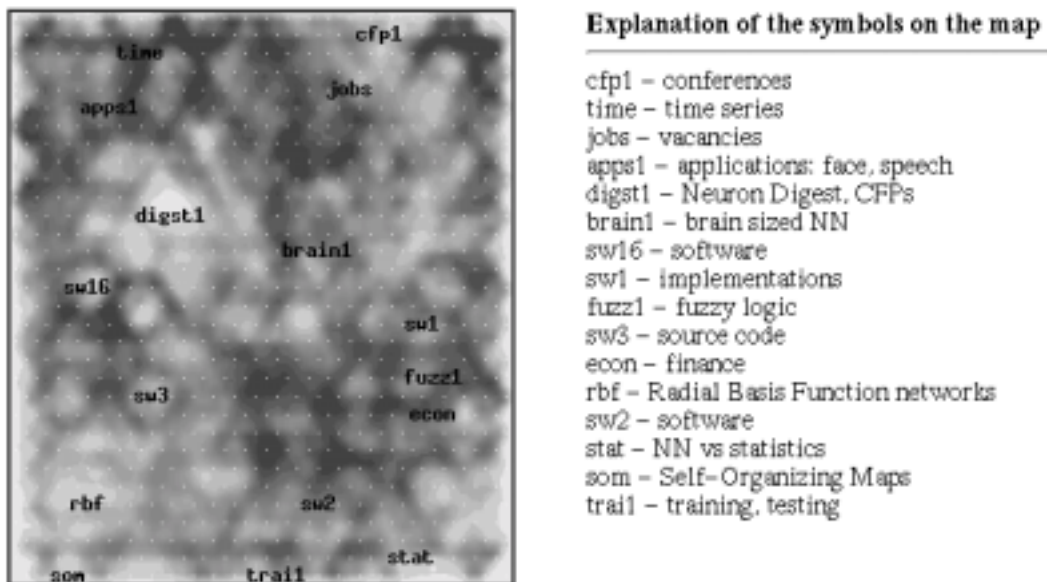 cfp1
time
jobs
apps1
digst1
brain1
sw16
sw1
fuzz1
sw3
econ
rbf
sw2
stat
som
trai1
Explanation of the symbols on the map
cfp1 – conferences
time – time series
jobs – vacancies
apps1 – applications: face, speech
digst1 – Neuron Digest, CFPs
brain1 – brain sized NN
sw16 – software
sw1 – implementations
fuzz1 – fuzzy logic
sw3 – source code
econ – finance
rbf – Radial Basis Function networks
sw2 – software
stat – NN vs statistics
som – Self-Organizing Maps
trai1 – training, testing